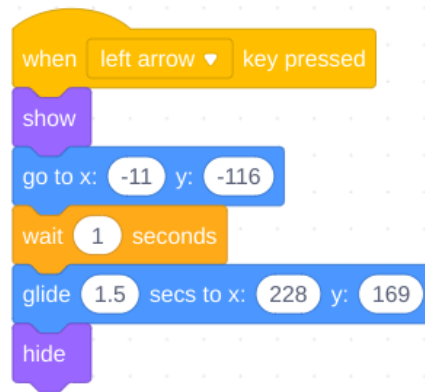 when left arrow key pressed
show
go to x: -11 y: -116
wait 1 seconds
glide 1.5 secs to x: 228 y: 169
hide